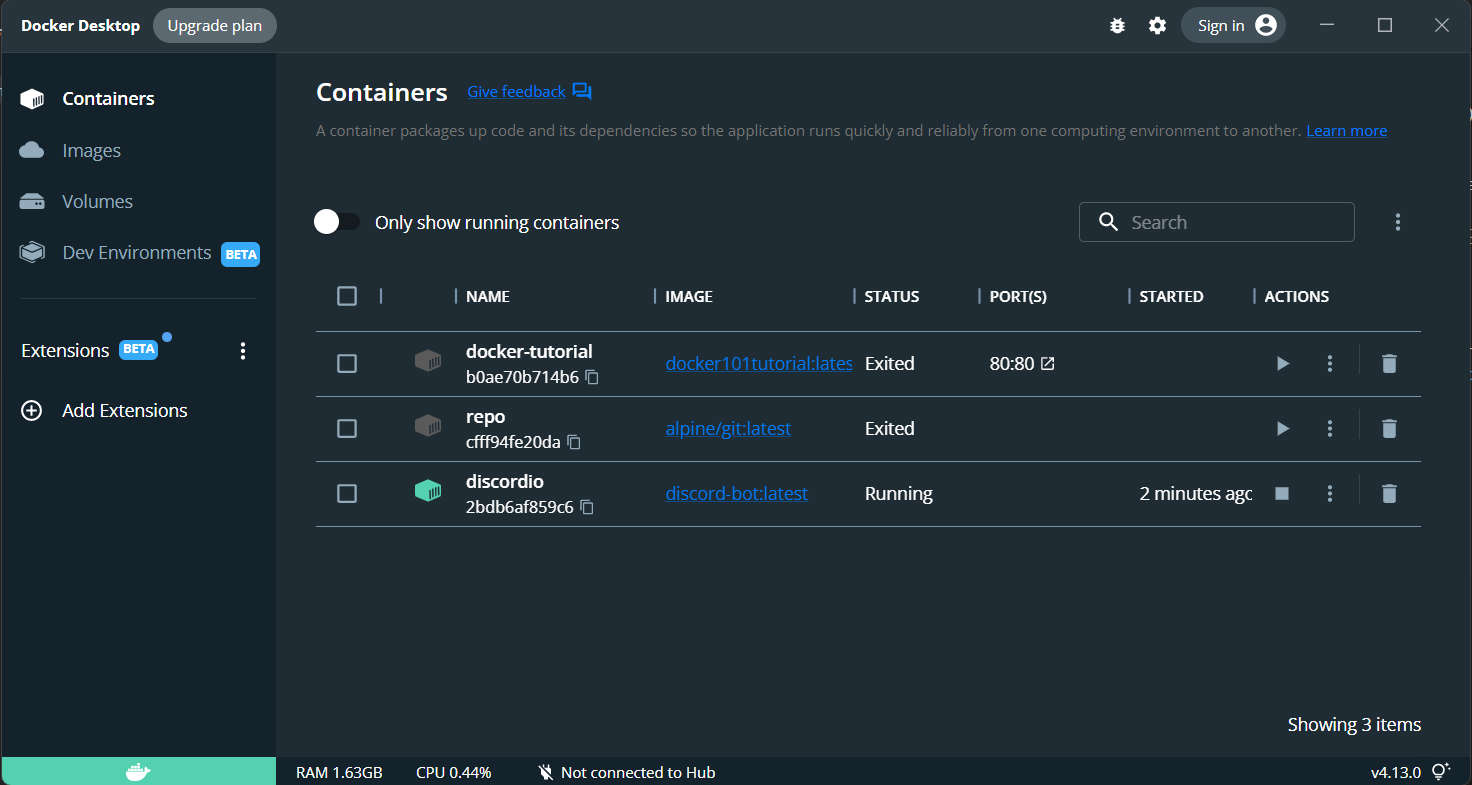 Docker Desktop Upgrade plan Sign in
Containers
Images
Volumes
Dev Environments BETA
Extensions BETA
Add Extensions
Containers Give feedback
A container packages up code and its dependencies so the application runs quickly and reliably from one computing environment to another. Learn more
Only show running containers Search
NAME IMAGE STATUS PORT(S) STARTED ACTIONS
docker-tutorial
b0ae70b714b6 docker101tutorial:lates Exited 80:80
repo
cfff94fe20da alpine/git:latest Exited
discordio
2bdb6af859c6 discord-bot:latest Running 2 minutes agc
Showing 3 items
RAM 1.63GB CPU 0.44% Not connected to Hub v4.13.0